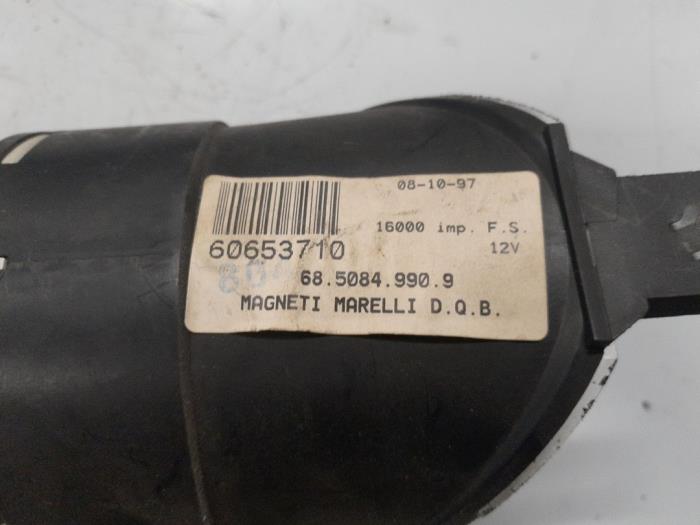 08-10-97
16000 imp. F.S.
12V
60653710
68.5084.990.9
MAGNETI MARELLI D.Q.B.